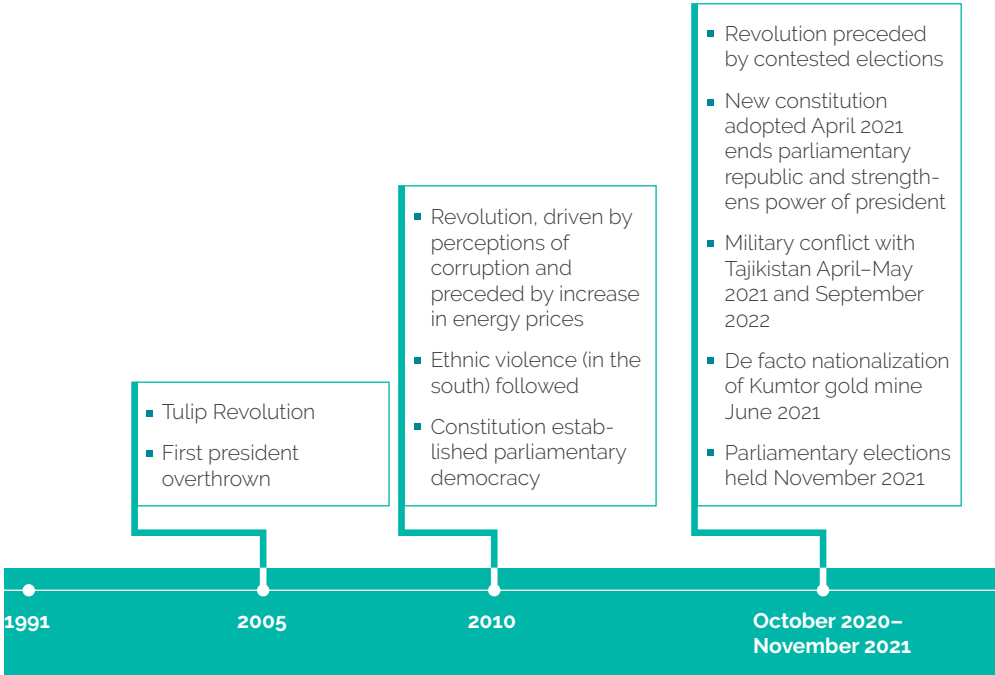 Tulip Revolution
First president
overthrown
Revolution, driven by
perceptions of
corruption and
preceded by increase
in energy prices
Ethnic violence (in the
south) followed
Constitution estab-
lished parliamentary
democracy
Revolution preceded
by contested elections
New constitution
adopted April 2021
ends parliamentary
republic and strength-
ens power of president
Military conflict with
Tajikistan April–May
2021 and September
2022
De facto nationalization
of Kumtor gold mine
June 2021
Parliamentary elections
held November 2021
1991
2005
2010
October 2020–
November 2021